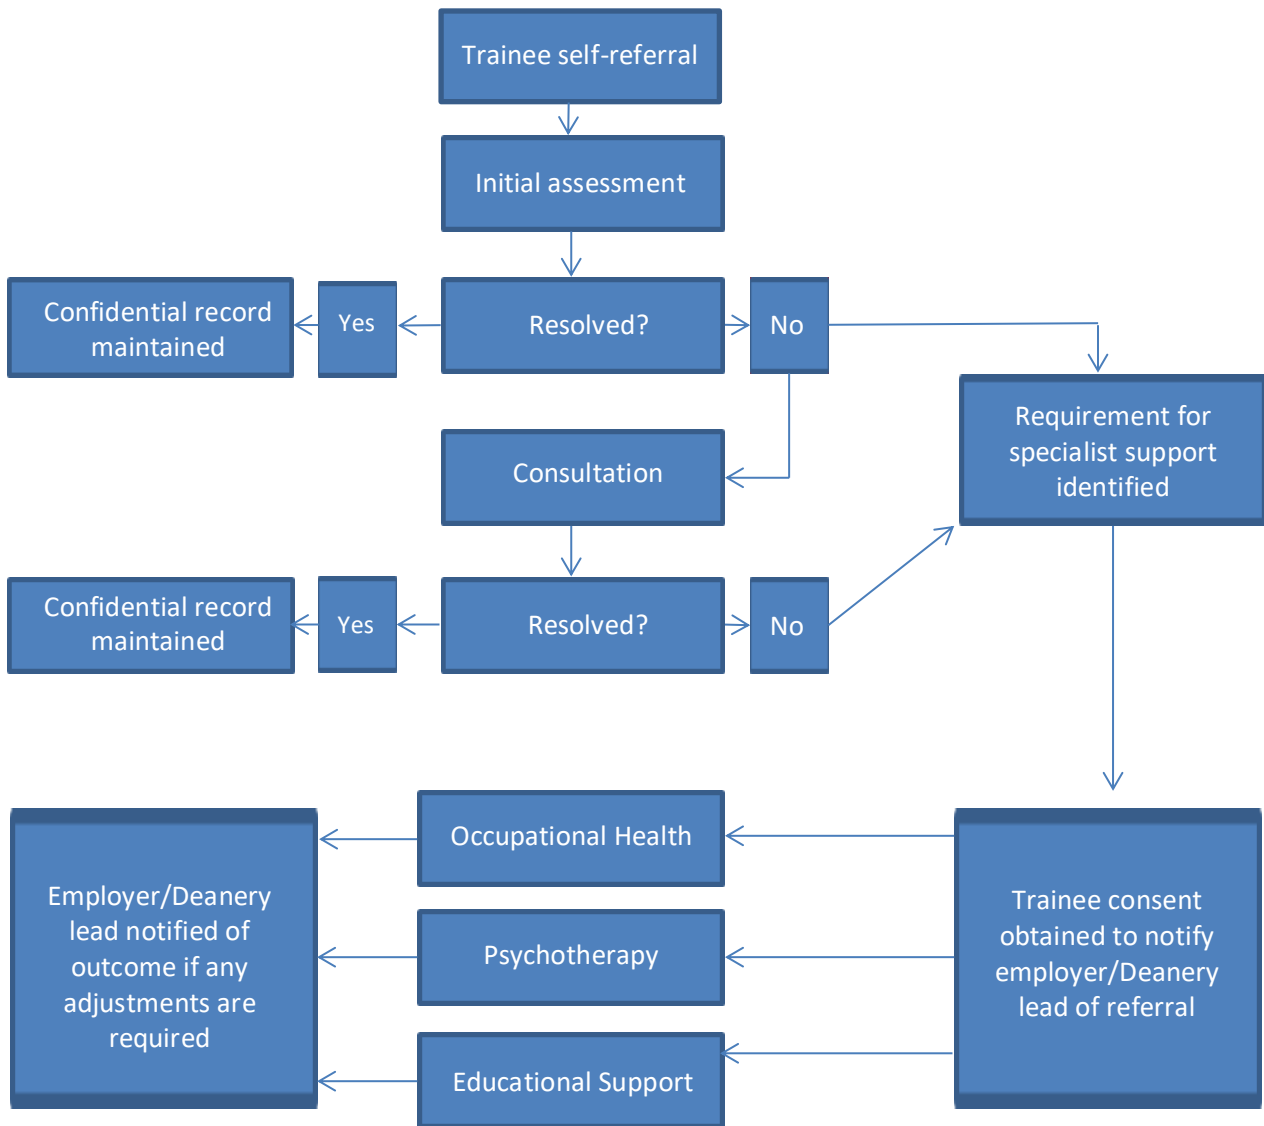 Trainee self-referral
Initial assessment
Confidential record
maintained
Yes
Resolved?
No
Requirement for
specialist support
identified
Consultation
Confidential record
maintained
Yes
Resolved?
No
Employer/Deanery
lead notified of
outcome if any
adjustments are
required
Occupational Health
Psychotherapy
Educational Support
Trainee consent
obtained to notify
employer/Deanery
lead of referral